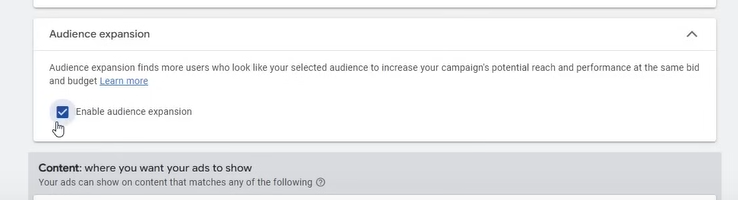 Audience expansion
Audience expansion finds more users who look like your selected audience to increase your campaign's potential reach and performance at the same bid
and budget Learn more
Enable audience expansion
Content: where you want your ads to show
Your ads can show on content that matches any of the following